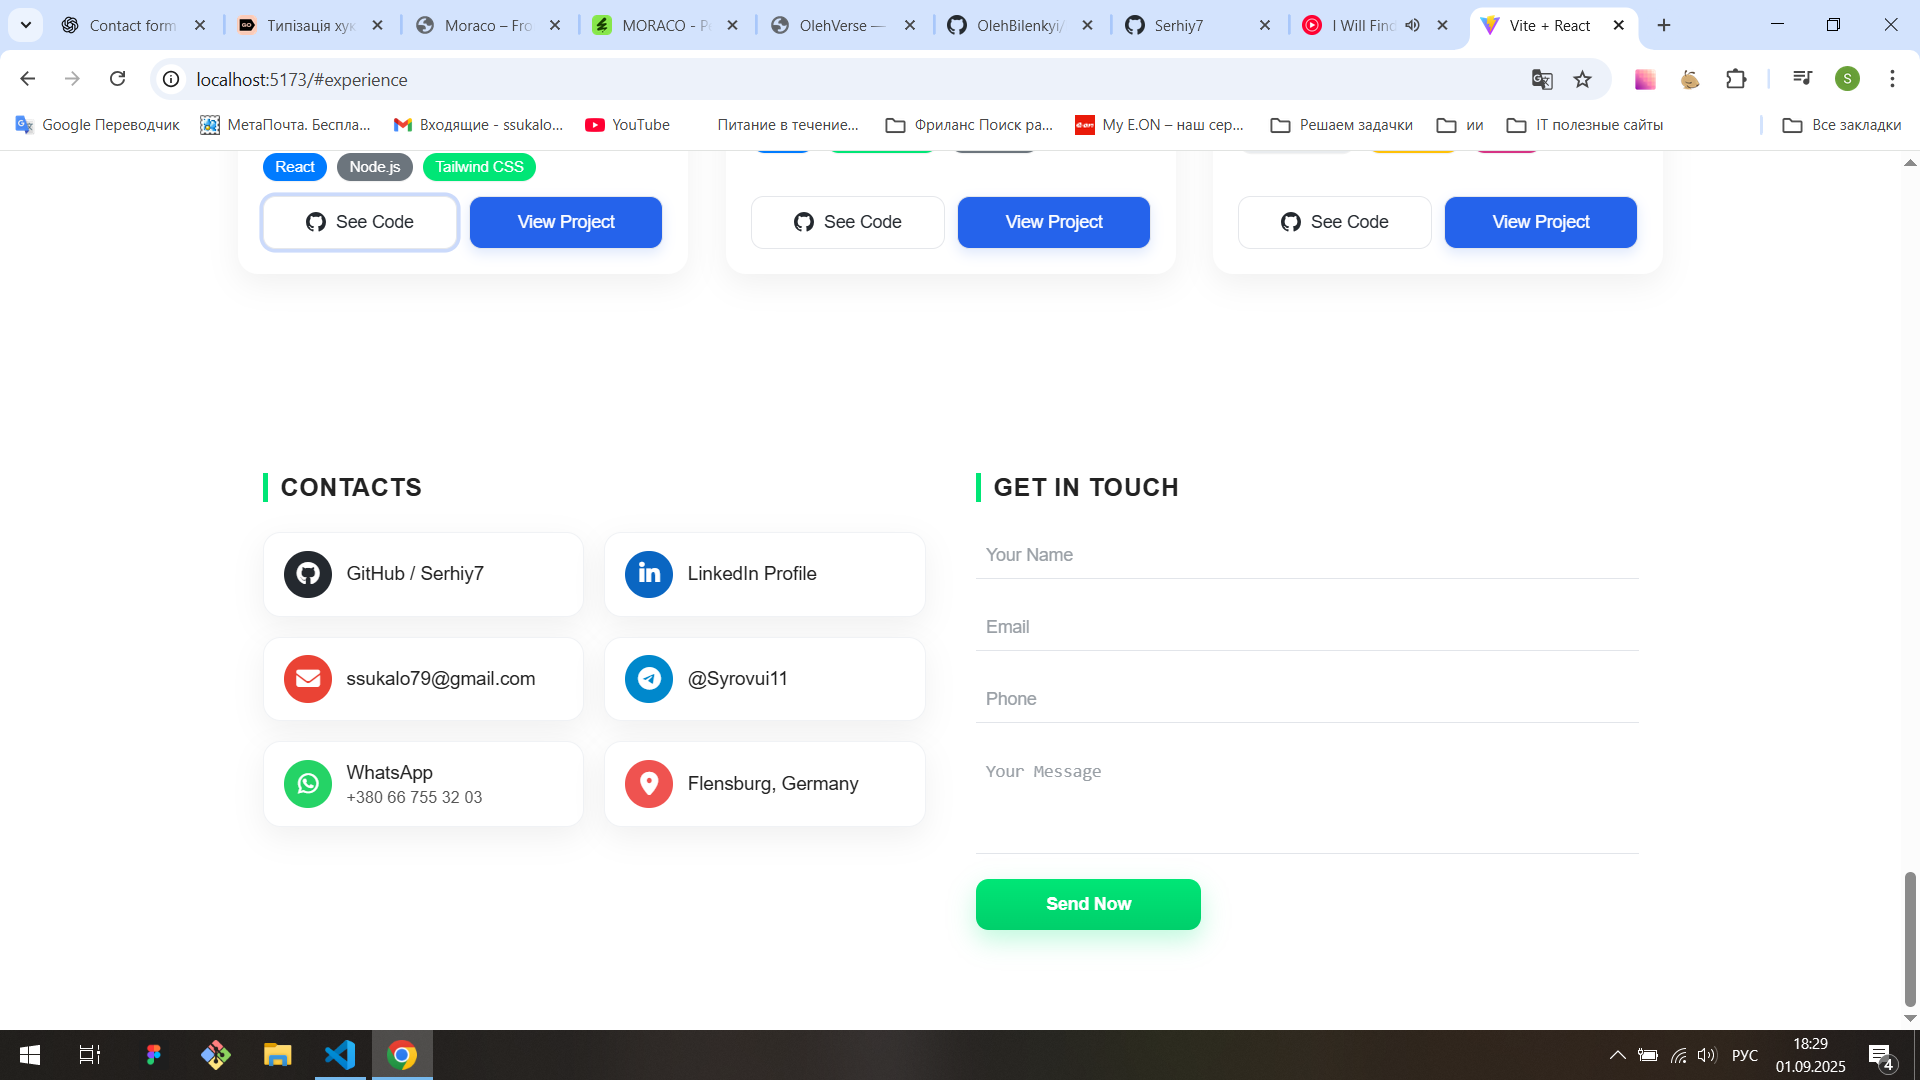 Contact form
Типізація хук
Moraco – Fro
MORACO - P
OlehVerse —
OlehBilenkyi/
Serhiy7
I Will Find
Vite + React
localhost:5173/#experience
S
Google Переводчик
МетаПочта. Беспла...
Входящие - ssukalo...
YouTube
Питание в течение...
Фриланс Поиск ра...
My E.ON – наш сер...
Решаем задачки
ии
IT полезные сайты
Все закладки
React
Node.js
Tailwind CSS
See Code
View Project
See Code
View Project
See Code
View Project
CONTACTS
GitHub / Serhiy7
LinkedIn Profile
ssukalo79@gmail.com
@Syrovui11
WhatsApp
+380 66 755 32 03
Flensburg, Germany
GET IN TOUCH
Your Name
Email
Phone
Your Message
Send Now
РУС
18:29
01.09.2025
4